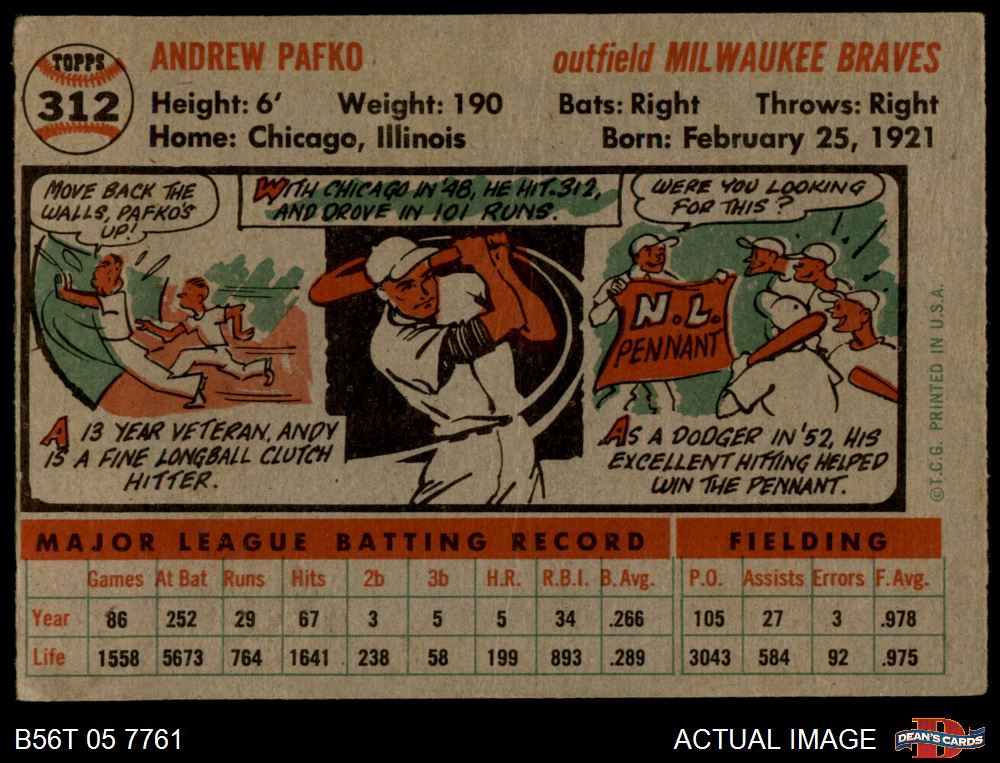 TOPPS
312
ANDREW PAFKO
outfield MILWAUKEE BRAVES
Height: 6' Weight: 190 Bats: Right Throws: Right
Home: Chicago, Illinois Born: February 25, 1921
MOVE BACK THE
WALLS, PAFKO'S
UP!
WITH CHICAGO IN '48, HE HIT .312,
AND DROVE IN 101 RUNS.
WERE YOU LOOKING
FOR THIS?
N.L.
PENNANT
A 13 YEAR VETERAN, ANDY
IS A FINE LONGBALL CLUTCH
HITTER.
AS A DODGER IN '52, HIS
EXCELLENT HITTING HELPED
WIN THE PENNANT.
©T.C.G. PRINTED IN U.S.A.
MAJOR LEAGUE BATTING RECORD FIELDING
Games At Bat Runs Hits 2b 3b H.R. R.B.I. B.Avg. P.O. Assists Errors F.Avg.
Year 86 252 29 67 3 5 5 34 .266 105 27 3 .978
Life 1558 5673 764 1641 238 58 199 893 .289 3043 584 92 .975
B56T 05 7761 ACTUAL IMAGE
DEAN'S CARDS